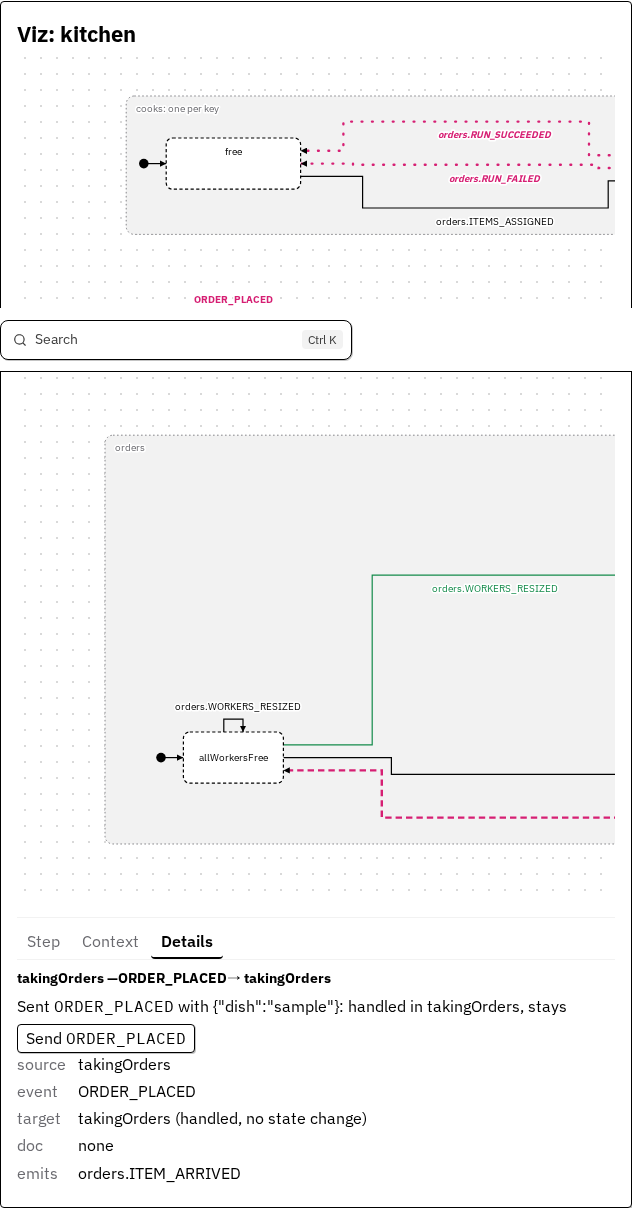 Viz: kitchen
cooks: one per key
free
orders.RUN_SUCCEEDED
orders.RUN_FAILED
orders.ITEMS_ASSIGNED
ORDER_PLACED
Search
Ctrl K
orders
orders.WORKERS_RESIZED
orders.WORKERS_RESIZED
allWorkersFree
Step Context Details
takingOrders —ORDER_PLACED→ takingOrders
Sent ORDER_PLACED with {"dish":"sample"}: handled in takingOrders, stays
Send ORDER_PLACED
source takingOrders
event ORDER_PLACED
target takingOrders (handled, no state change)
doc none
emits orders.ITEM_ARRIVED